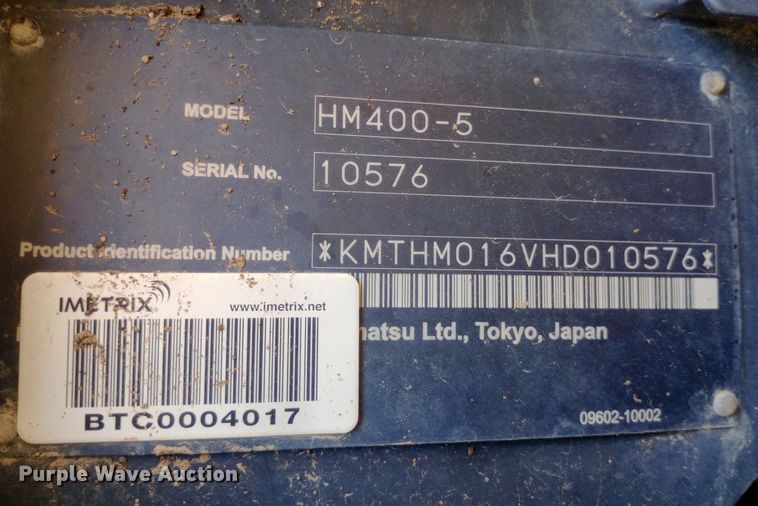 MODEL HM400-5
SERIAL No. 10576
Product Identification Number *KMTHM016VHD010576*
IMETRIX www.imetrix.net
Ltd., Tokyo, Japan
BTC0004017
09602-10002
Purple Wave Auction